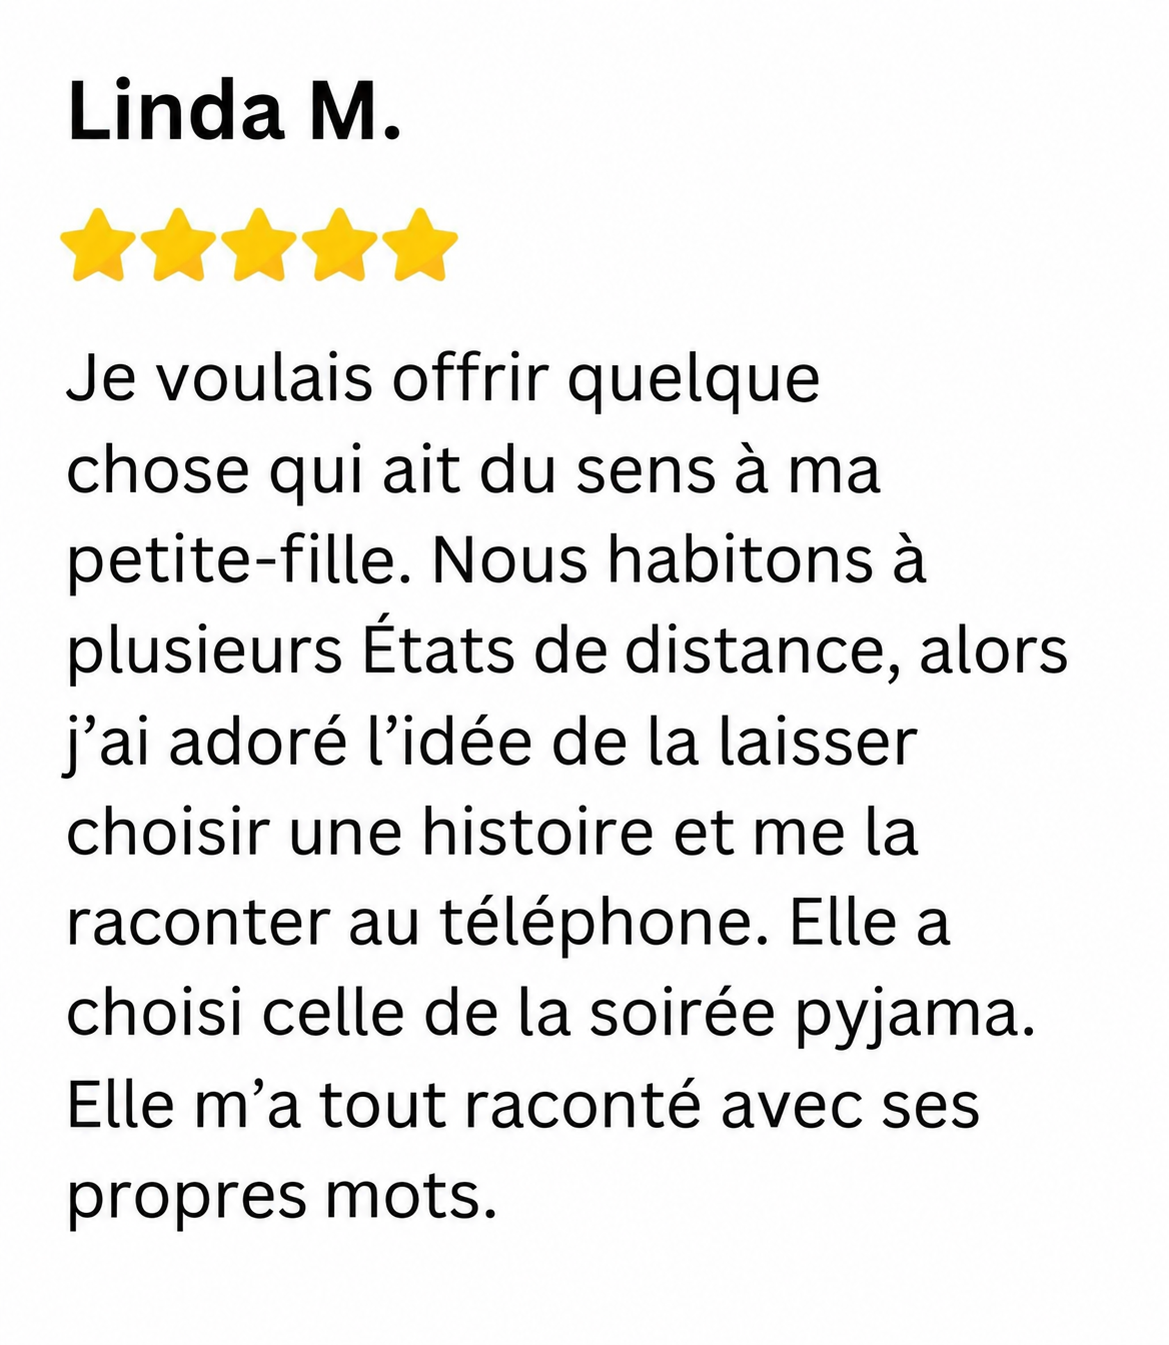 Linda M.
Je voulais offrir quelque
chose qui ait du sens à ma
petite-fille. Nous habitons à
plusieurs États de distance, alors
j’ai adoré l’idée de la laisser
choisir une histoire et me la
raconter au téléphone. Elle a
choisi celle de la soirée pyjama.
Elle m’a tout raconté avec ses
propres mots.